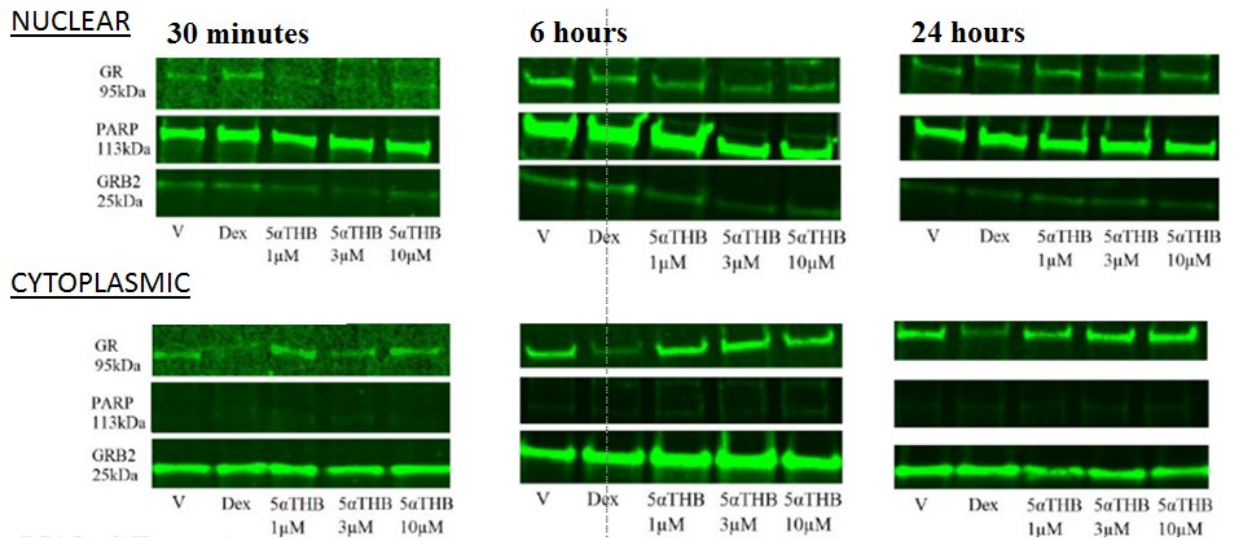 NUCLEAR
30 minutes 6 hours 24 hours
GR
95kDa
PARP
113kDa
GRB2
25kDa
V Dex 5αTHB 5αTHB 5αTHB V Dex 5αTHB 5αTHB 5αTHB V Dex 5αTHB 5αTHB 5αTHB
1μM 3μM 10μM 1μM 3μM 10μM 1μM 3μM 10μM
CYTOPLASMIC
GR
95kDa
PARP
113kDa
GRB2
25kDa
V Dex 5αTHB 5αTHB 5αTHB V Dex 5αTHB 5αTHB 5αTHB V Dex 5αTHB 5αTHB 5αTHB
1μM 3μM 10μM 1μM 3μM 10μM 1μM 3μM 10μM